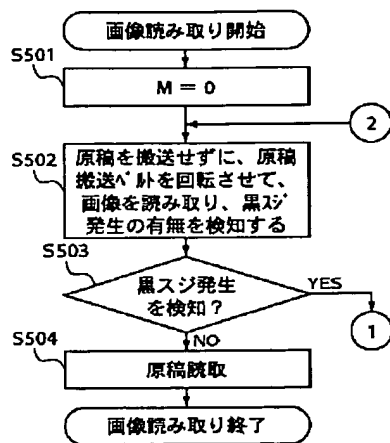 画像読み取り開始
S501
M = 0
2
S502
原稿を搬送せずに、原稿
搬送ベルトを回転させて、
画像を読み取り、黒スジ
発生の有無を検知する
S503
黒スジ発生
を検知?
YES
1
NO
S504
原稿読取
画像読み取り終了